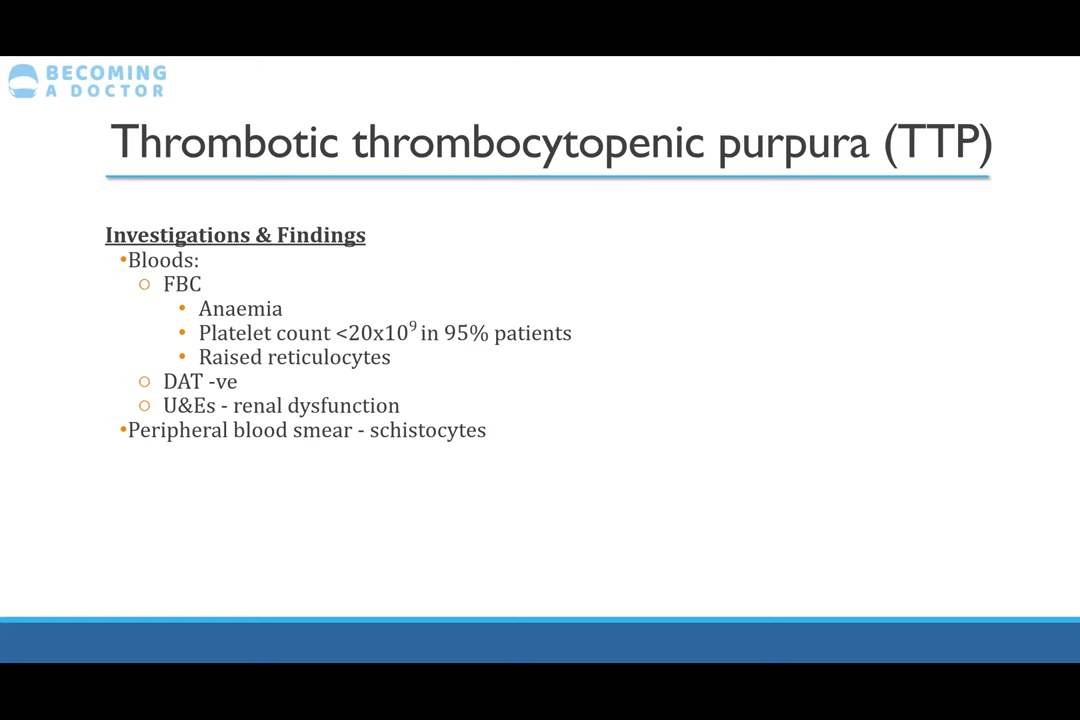 BECOMING
A DOCTOR
Thrombotic thrombocytopenic purpura (TTP)
Investigations & Findings
•Bloods:
○ FBC
• Anaemia
• Platelet count <20x10⁹ in 95% patients
• Raised reticulocytes
○ DAT -ve
○ U&Es - renal dysfunction
•Peripheral blood smear - schistocytes